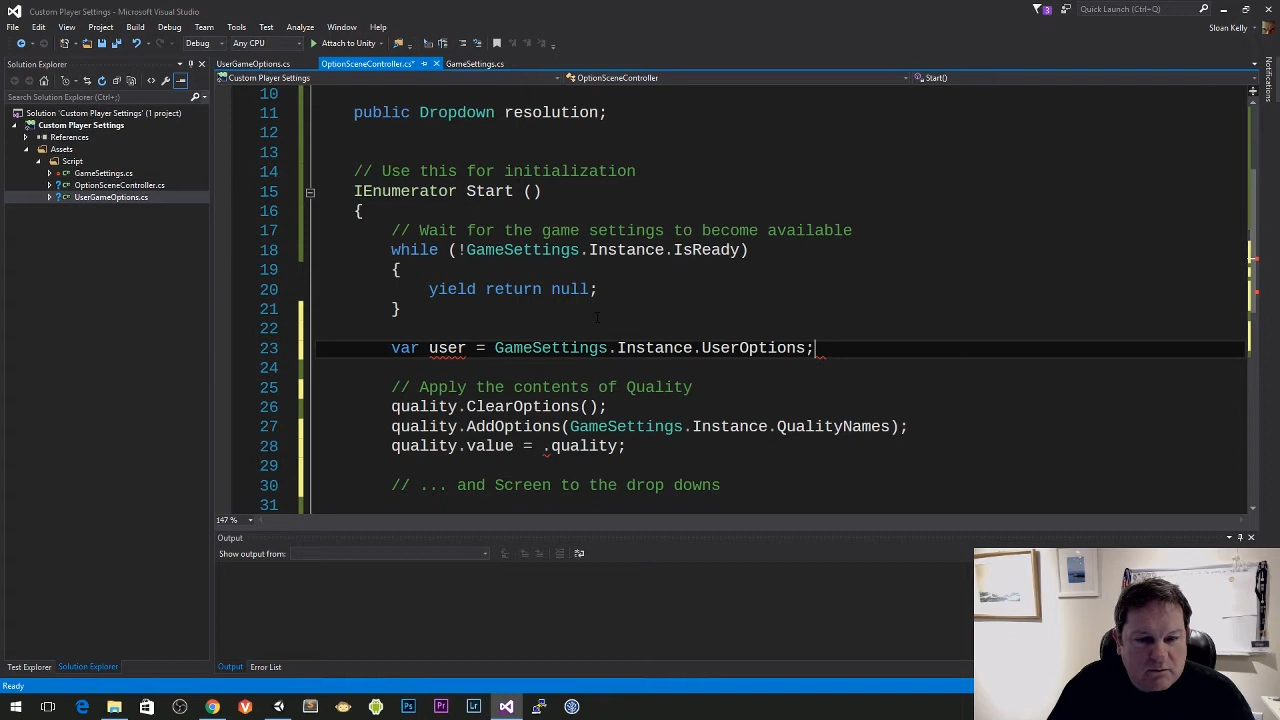 Custom Player Settings - Microsoft Visual Studio
3
Quick Launch (Ctrl+Q)
File Edit View Project Build Debug Team Tools Test Analyze Window Help
Sloan Kelly
Debug Any CPU Attach to Unity
Solution Explorer
UserGameOptions.cs OptionSceneController.cs* GameSettings.cs
Custom Player Settings OptionSceneController Start()
Notifications
Search Solution Explorer (Ctrl+;)
Solution 'Custom Player Settings' (1 project)
Custom Player Settings
References
Assets
Script
GameSettings.cs
OptionSceneController.cs
UserGameOptions.cs
10
11 public Dropdown resolution;
12
13
14 // Use this for initialization
15 IEnumerator Start ()
16 {
17 // Wait for the game settings to become available
18 while (!GameSettings.Instance.IsReady)
19 {
20 yield return null;
21 }
22
23 var user = GameSettings.Instance.UserOptions;
24
25 // Apply the contents of Quality
26 quality.ClearOptions();
27 quality.AddOptions(GameSettings.Instance.QualityNames);
28 quality.value = .quality;
29
30 // ... and Screen to the drop downs
31
147 %
Output
Show output from:
Test Explorer Solution Explorer
Output Error List
Ready
Ps Pr Lr